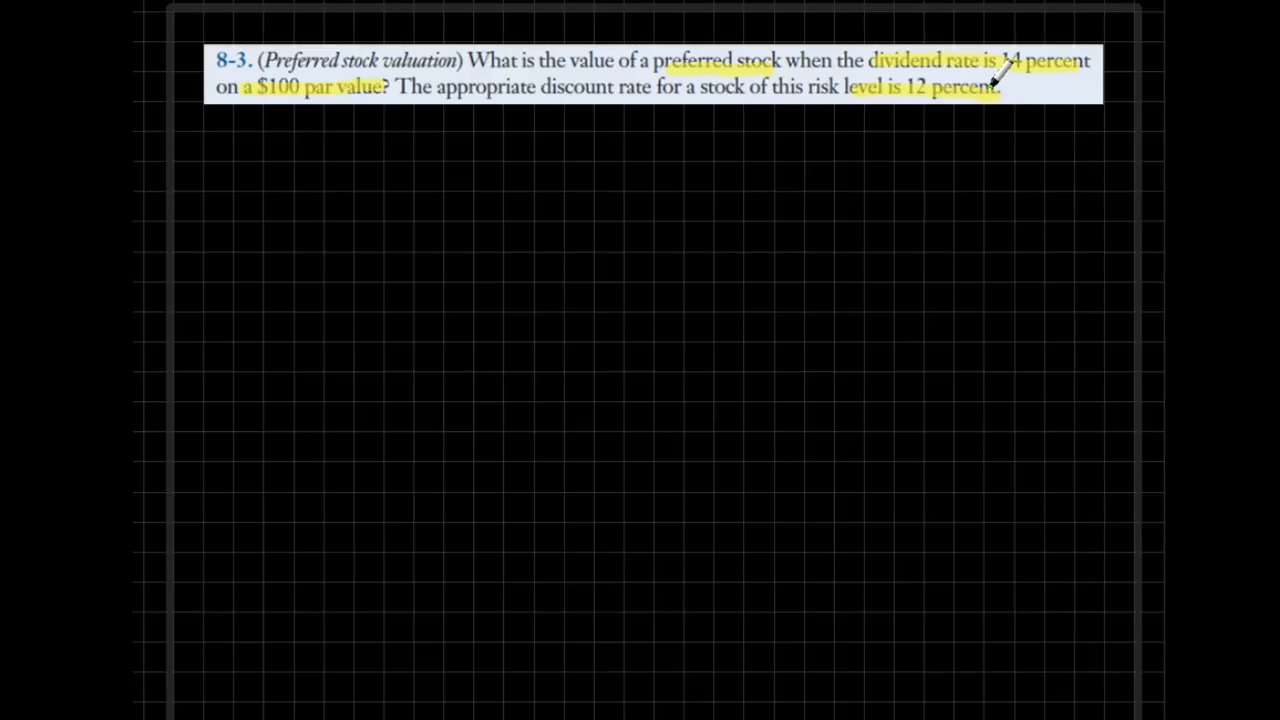 8-3. (Preferred stock valuation) What is the value of a preferred stock when the dividend rate is 14 percent
on a $100 par value? The appropriate discount rate for a stock of this risk level is 12 percent.